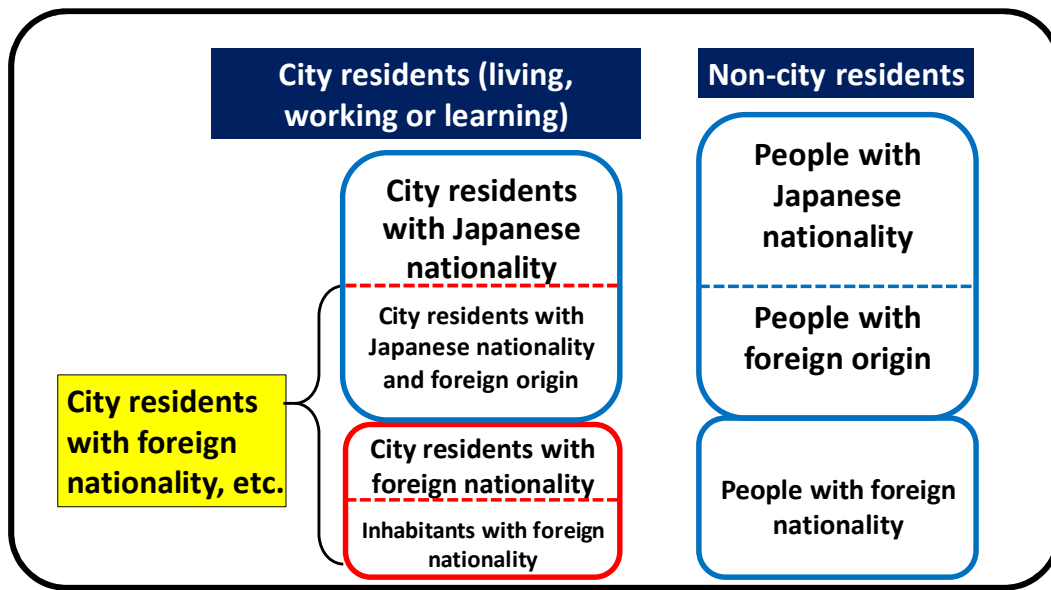 City residents (living,
working or learning)
Non-city residents
City residents
with Japanese
nationality
City residents with
Japanese nationality
and foreign origin
City residents with
foreign nationality
Inhabitants with foreign
nationality
City residents
with foreign
nationality, etc.
People with
Japanese
nationality
People with
foreign origin
People with foreign
nationality